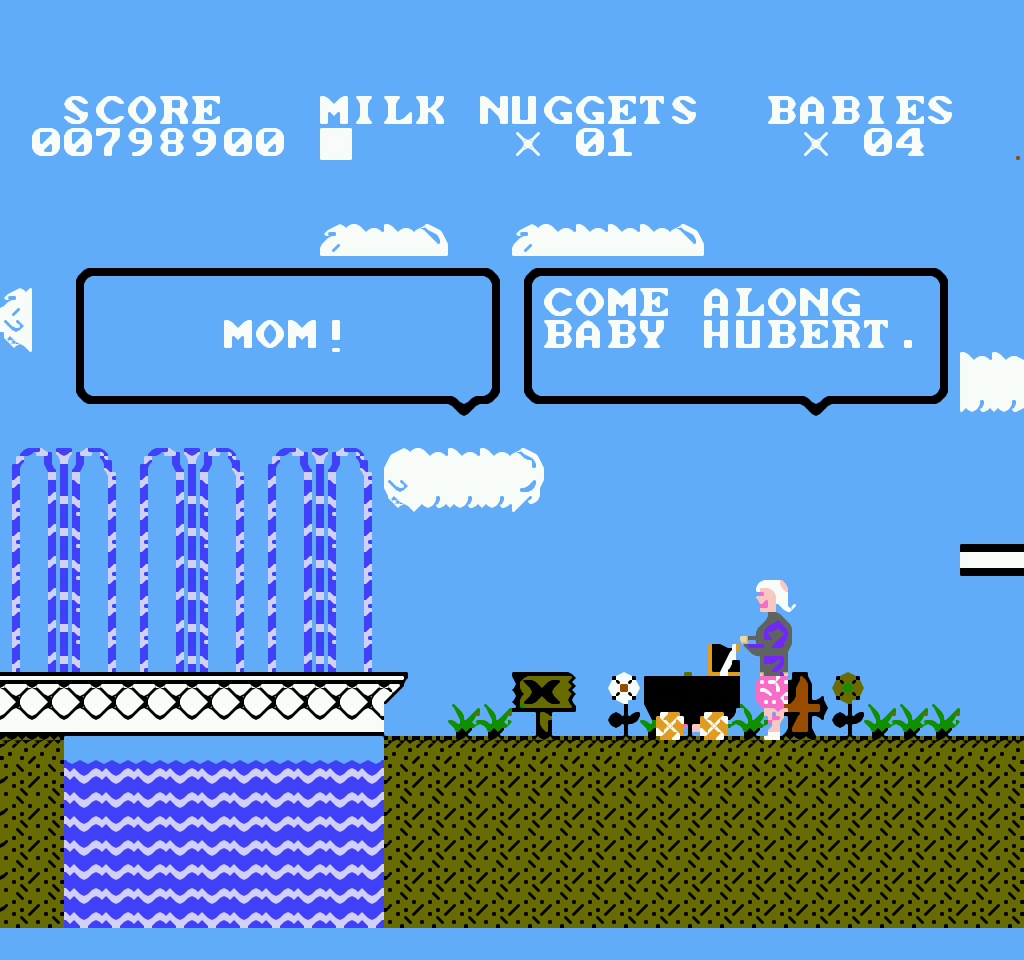 SCORE MILK NUGGETS BABIES
00798900 × 01 × 04
MOM!
COME ALONG
BABY HUBERT.